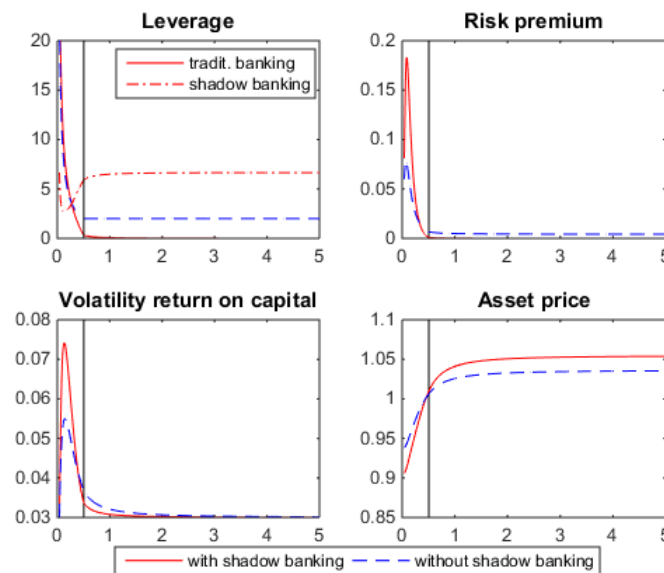 Leverage
20
15
10
5
0
0 1 2 3 4 5
tradit. banking
shadow banking
Risk premium
0.2
0.15
0.1
0.05
0
0 1 2 3 4 5
Volatility return on capital
0.08
0.07
0.06
0.05
0.04
0.03
0 1 2 3 4 5
Asset price
1.1
1.05
1
0.95
0.9
0.85
0 1 2 3 4 5
with shadow banking without shadow banking